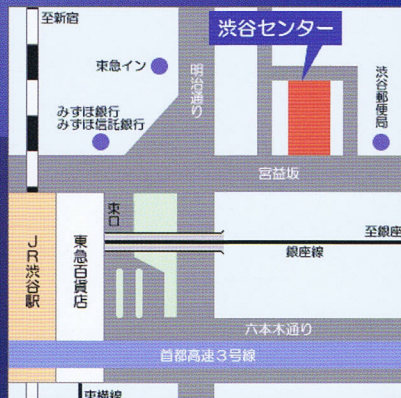 至新宿
渋谷センター
東急イン
明治通り
渋谷郵便局
みずほ銀行
みずほ信託銀行
宮益坂
東口
JR渋谷駅
東急百貨店
至銀座
銀座線
六本木通り
首都高速3号線
東横線